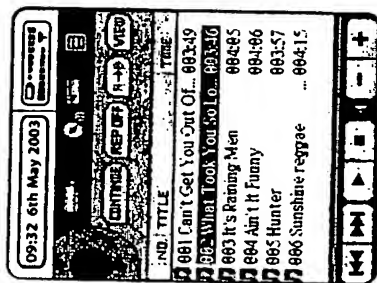 09:32 6th May 2003
CONTINUE REP OFF A→B VIEW
NO. TITLE TIME
001 Can't Get You Out Of... 003:49
002 What Took You So Lo... 003:46
003 It's Raining Men 004:05
004 Ain't It Funny 004:06
005 Hunter 003:57
006 Sunshine reggae ... 004:15